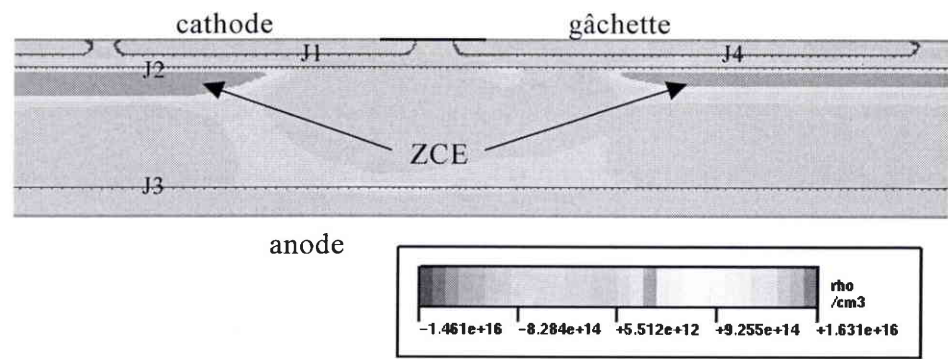 cathode gâchette
J1 J4
J2
ZCE
J3
anode
rho
/cm3
−1.461e+16 −8.284e+14 +5.512e+12 +9.255e+14 +1.631e+16